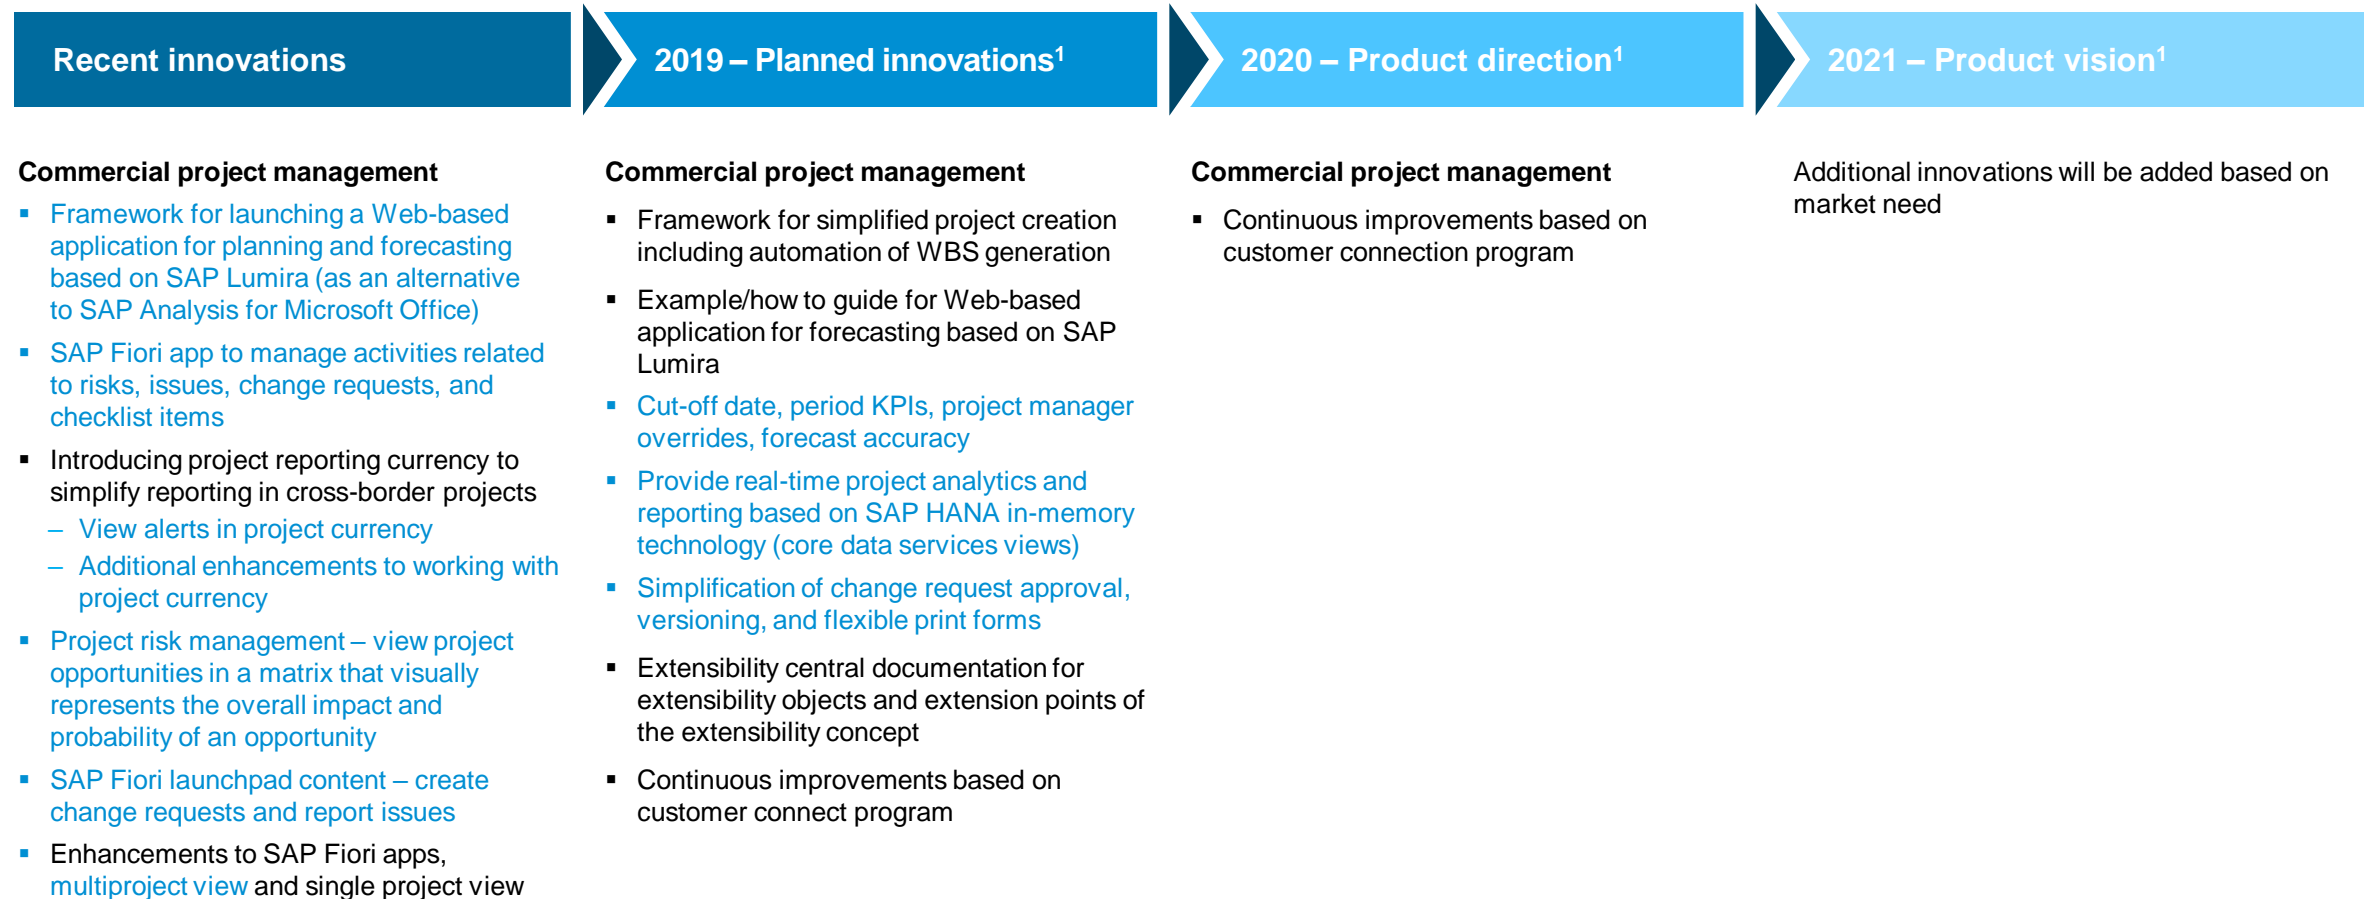 Recent innovations
2019 – Planned innovations¹
2020 – Product direction¹
2021 – Product vision¹
Commercial project management
▪ Framework for launching a Web-based
application for planning and forecasting
based on SAP Lumira (as an alternative
to SAP Analysis for Microsoft Office)
▪ SAP Fiori app to manage activities related
to risks, issues, change requests, and
checklist items
▪ Introducing project reporting currency to
simplify reporting in cross-border projects
– View alerts in project currency
– Additional enhancements to working with
project currency
▪ Project risk management – view project
opportunities in a matrix that visually
represents the overall impact and
probability of an opportunity
▪ SAP Fiori launchpad content – create
change requests and report issues
▪ Enhancements to SAP Fiori apps,
multiproject view and single project view
Commercial project management
▪ Framework for simplified project creation
including automation of WBS generation
▪ Example/how to guide for Web-based
application for forecasting based on SAP
Lumira
▪ Cut-off date, period KPIs, project manager
overrides, forecast accuracy
▪ Provide real-time project analytics and
reporting based on SAP HANA in-memory
technology (core data services views)
▪ Simplification of change request approval,
versioning, and flexible print forms
▪ Extensibility central documentation for
extensibility objects and extension points of
the extensibility concept
▪ Continuous improvements based on
customer connect program
Commercial project management
▪ Continuous improvements based on
customer connection program
Additional innovations will be added based on
market need